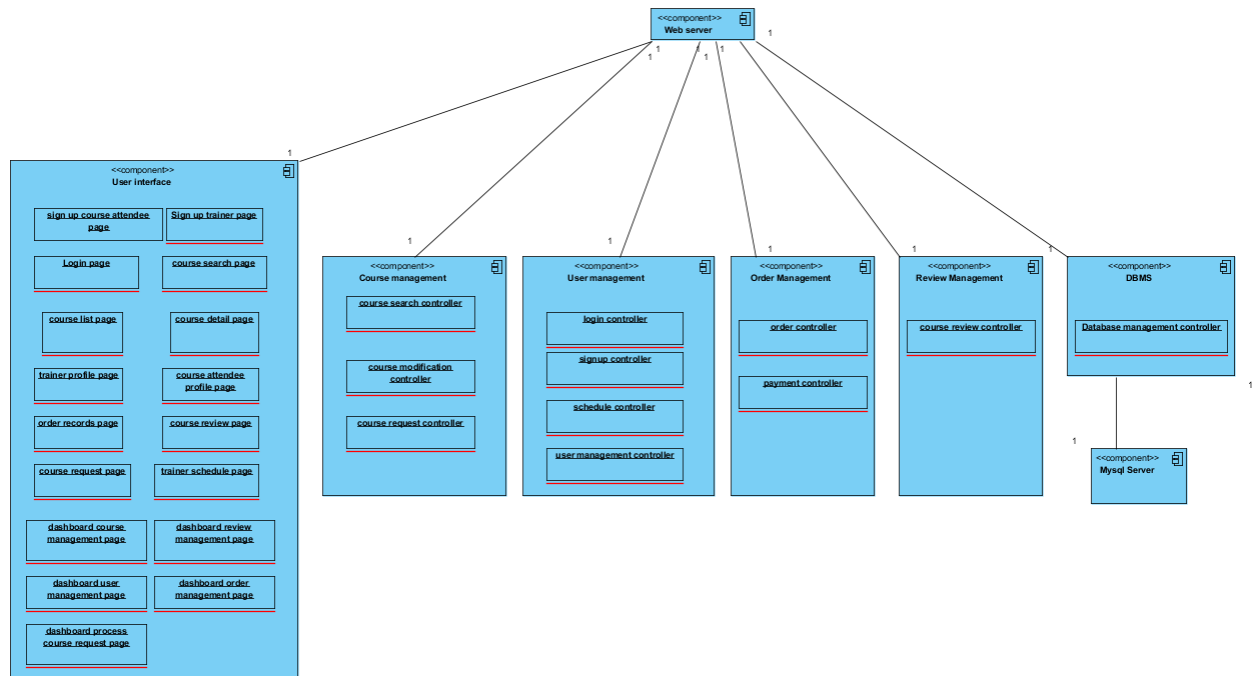 <<component>>
Web server
1
1
1
1
1
1
1
1
<<component>>
User interface
sign up course attendee
page
Sign up trainer page
Login page
course search page
course list page
course detail page
trainer profile page
course attendee
profile page
order records page
course review page
course request page
trainer schedule page
dashboard course
management page
dashboard review
management page
dashboard user
management page
dashboard order
management page
dashboard process
course request page
1
<<component>>
Course management
course search controller
course modification
controller
course request controller
1
<<component>>
User management
login controller
signup controller
schedule controller
user management controller
1
<<component>>
Order Management
order controller
payment controller
1
<<component>>
Review Management
course review controller
1
<<component>>
DBMS
Database management controller
1
1
<<component>>
Mysql Server